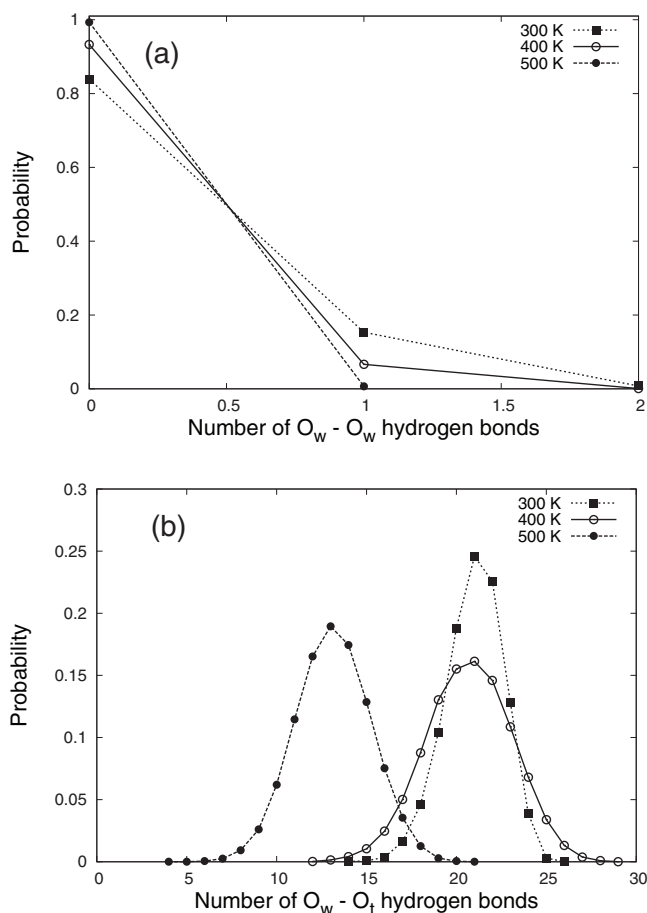 (a)
300 K
400 K
500 K
1
0.8
0.6
0.4
0.2
0
Probability
0 0.5 1 1.5 2
Number of O_w - O_w hydrogen bonds
(b)
300 K
400 K
500 K
0.3
0.25
0.2
0.15
0.1
0.05
0
Probability
0 5 10 15 20 25 30
Number of O_w - O_t hydrogen bonds